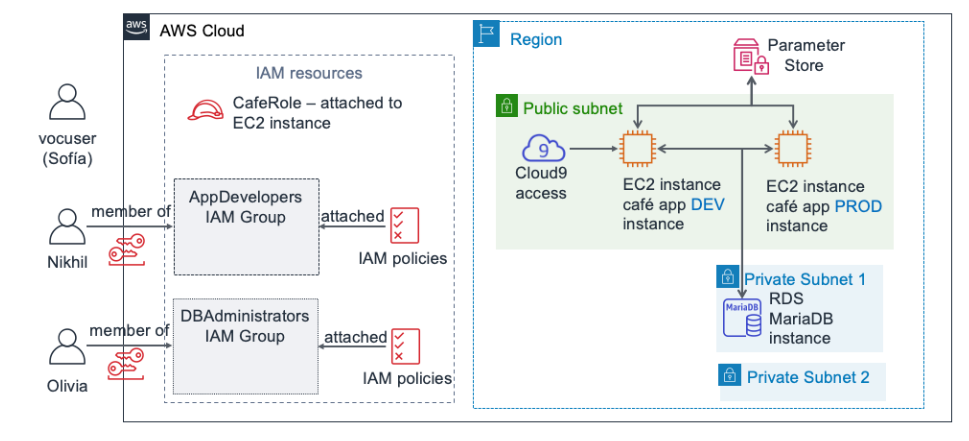 aws
AWS Cloud
IAM resources
CafeRole – attached to
EC2 instance
vocuser
(Sofía)
AppDevelopers
IAM Group
member of
attached
Nikhil
IAM policies
DBAdministrators
IAM Group
member of
attached
Olivia
IAM policies
Region
Parameter
Store
Public subnet
9
Cloud9
access
EC2 instance
café app DEV
instance
EC2 instance
café app PROD
instance
Private Subnet 1
MariaDB
RDS
MariaDB
instance
Private Subnet 2